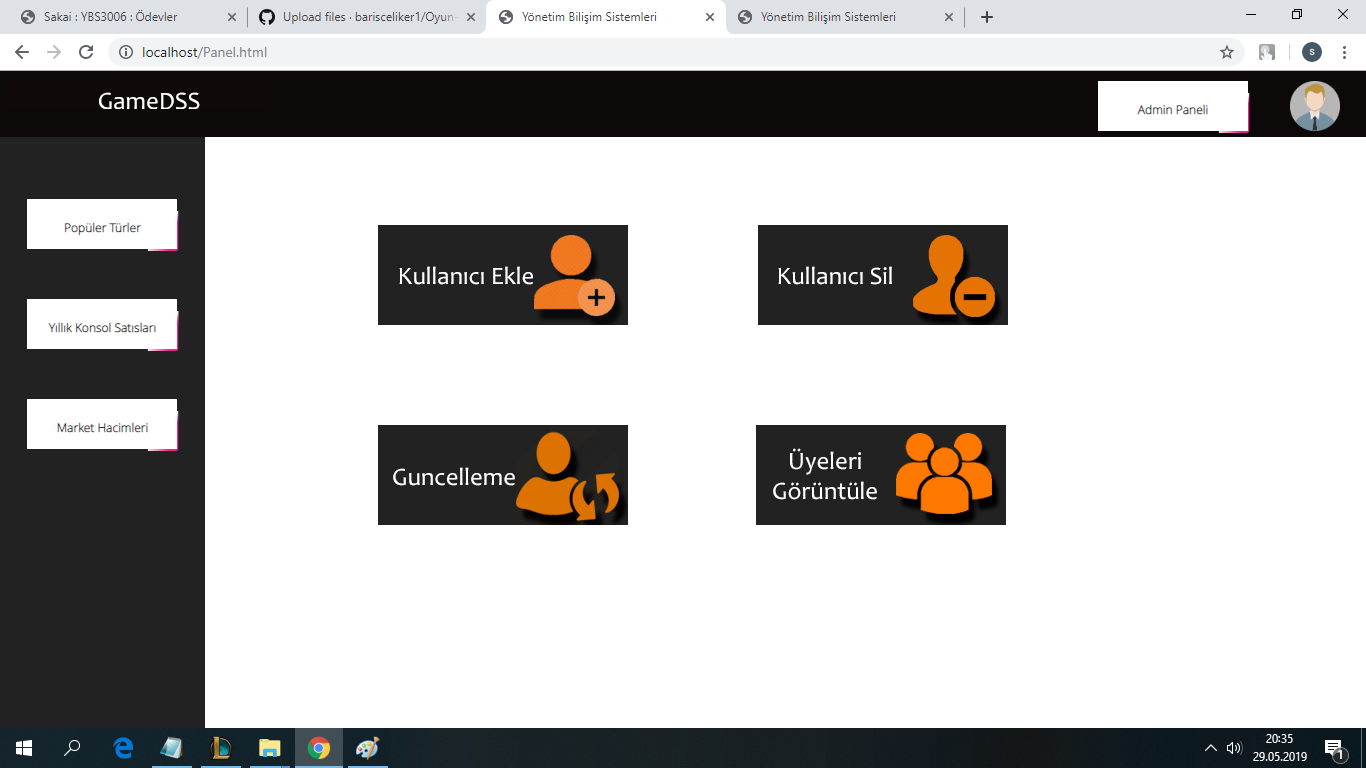 Sakai : YBS3006 : Ödevler
Upload files · barisceliker1/Oyun-
Yönetim Bilişim Sistemleri
Yönetim Bilişim Sistemleri
localhost/Panel.html
s
GameDSS
Admin Paneli
Popüler Türler
Yıllık Konsol Satısları
Market Hacimleri
Kullanıcı Ekle
Kullanıcı Sil
Guncelleme
Üyeleri
Görüntüle
20:35
29.05.2019
1